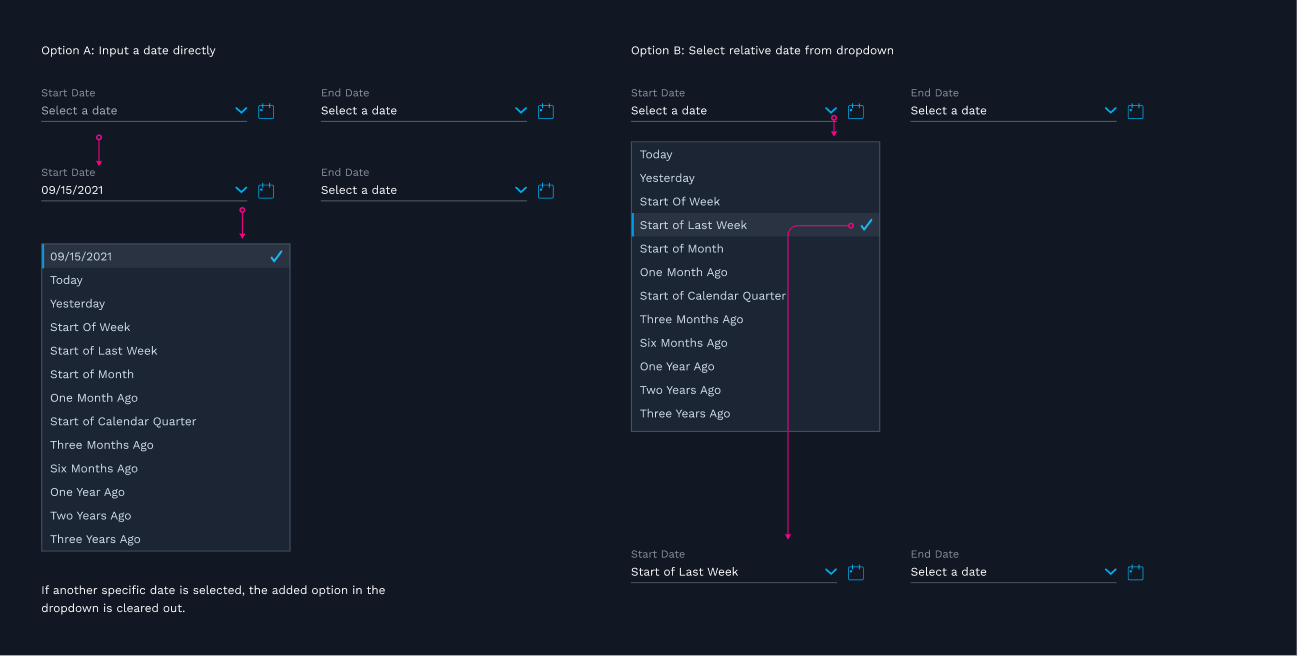 Option A: Input a date directly
Start Date
Select a date
End Date
Select a date
Start Date
09/15/2021
End Date
Select a date
09/15/2021
Today
Yesterday
Start Of Week
Start of Last Week
Start of Month
One Month Ago
Start of Calendar Quarter
Three Months Ago
Six Months Ago
One Year Ago
Two Years Ago
Three Years Ago
If another specific date is selected, the added option in the
dropdown is cleared out.
Option B: Select relative date from dropdown
Start Date
Select a date
End Date
Select a date
Today
Yesterday
Start Of Week
Start of Last Week
Start of Month
One Month Ago
Start of Calendar Quarter
Three Months Ago
Six Months Ago
One Year Ago
Two Years Ago
Three Years Ago
Start Date
Start of Last Week
End Date
Select a date